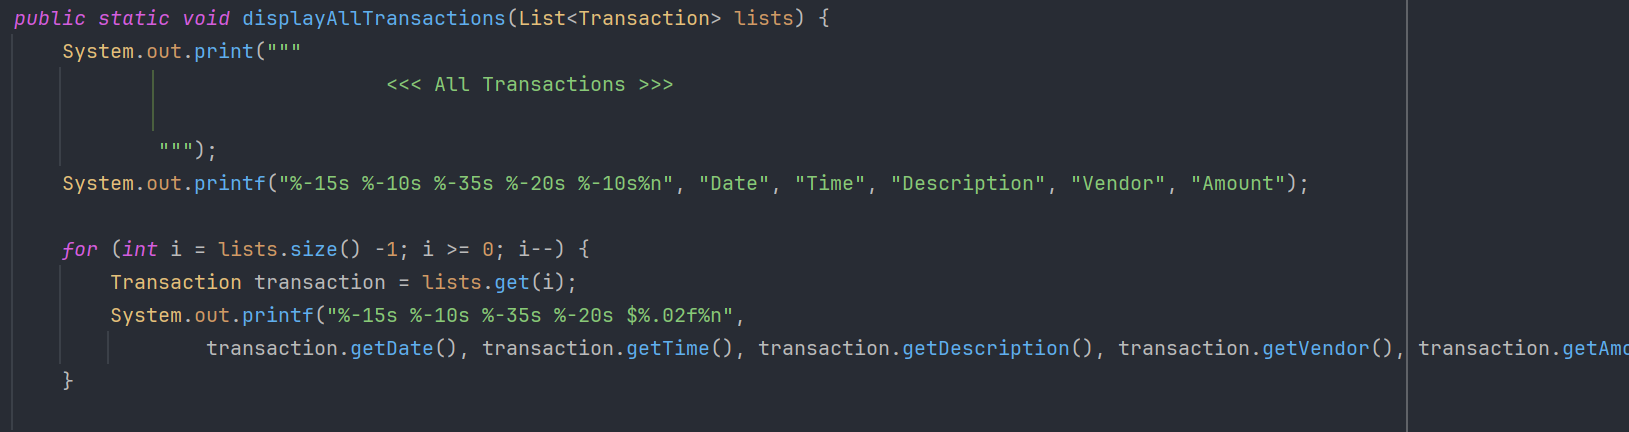 public static void displayAllTransactions(List<Transaction> lists) {
System.out.print("""
<<< All Transactions >>>
""");
System.out.printf("%-15s %-10s %-35s %-20s %-10s%n", "Date", "Time", "Description", "Vendor", "Amount");
for (int i = lists.size() -1; i >= 0; i--) {
Transaction transaction = lists.get(i);
System.out.printf("%-15s %-10s %-35s %-20s $%.02f%n",
transaction.getDate(), transaction.getTime(), transaction.getDescription(), transaction.getVendor(), transaction.getAmo
}